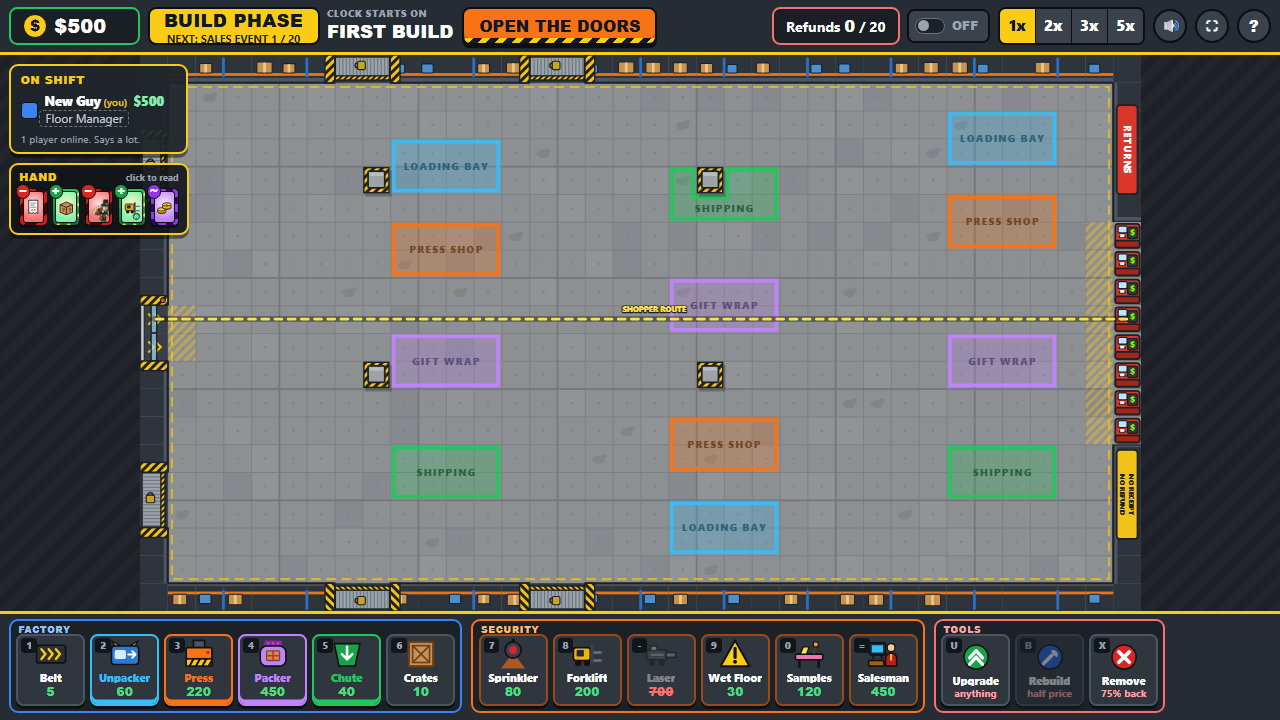 $500
BUILD PHASE
NEXT: SALES EVENT 1 / 20
CLOCK STARTS ON
FIRST BUILD
OPEN THE DOORS
Refunds 0 / 20
OFF
1x
2x
3x
5x
?
ON SHIFT
New Guy (you) $500
Floor Manager
1 player online. Says a lot.
HAND
click to read
LOADING BAY
LOADING BAY
RETURNS
SHIPPING
PRESS SHOP
PRESS SHOP
GIFT WRAP
SHOPPER ROUTE
GIFT WRAP
GIFT WRAP
PRESS SHOP
SHIPPING
SHIPPING
NO RECEIPT
NO REFUND
LOADING BAY
FACTORY
1
Belt
5
2
Unpacker
60
3
Press
220
4
Packer
450
5
Chute
40
6
Crates
10
SECURITY
7
Sprinkler
80
8
Forklift
200
-
Laser
700
9
Wet Floor
30
0
Samples
120
=
Salesman
450
TOOLS
U
Upgrade
anything
B
Rebuild
half price
X
Remove
75% back